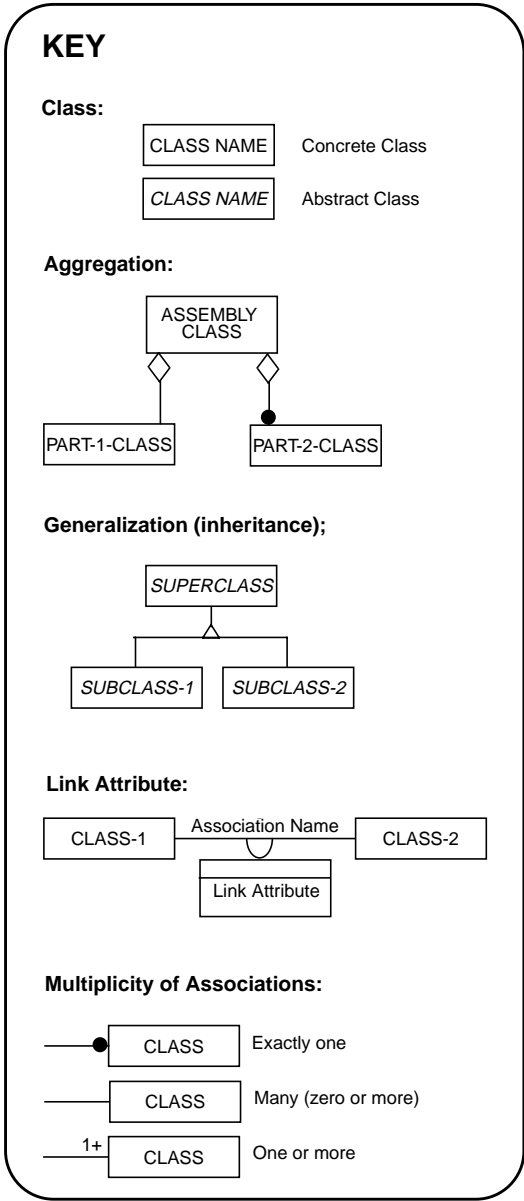 KEY
Class:
CLASS NAME Concrete Class
CLASS NAME Abstract Class
Aggregation:
ASSEMBLY
CLASS
PART-1-CLASS PART-2-CLASS
Generalization (inheritance);
SUPERCLASS
SUBCLASS-1 SUBCLASS-2
Link Attribute:
CLASS-1 Association Name CLASS-2
Link Attribute
Multiplicity of Associations:
CLASS Exactly one
CLASS Many (zero or more)
1+ CLASS One or more